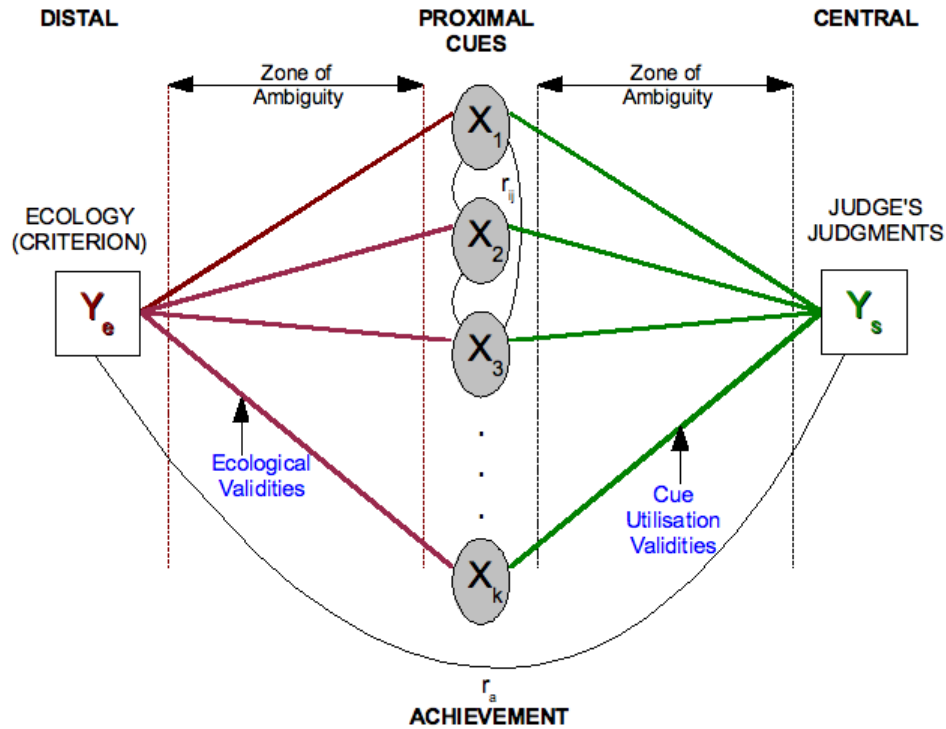 DISTAL
PROXIMAL
CUES
CENTRAL
Zone of
Ambiguity
Zone of
Ambiguity
X1
rij
ECOLOGY
(CRITERION)
X2
JUDGE'S
JUDGMENTS
Ye
Ys
X3
.
.
.
Ecological
Validities
Cue
Utilisation
Validities
Xk
ra
ACHIEVEMENT